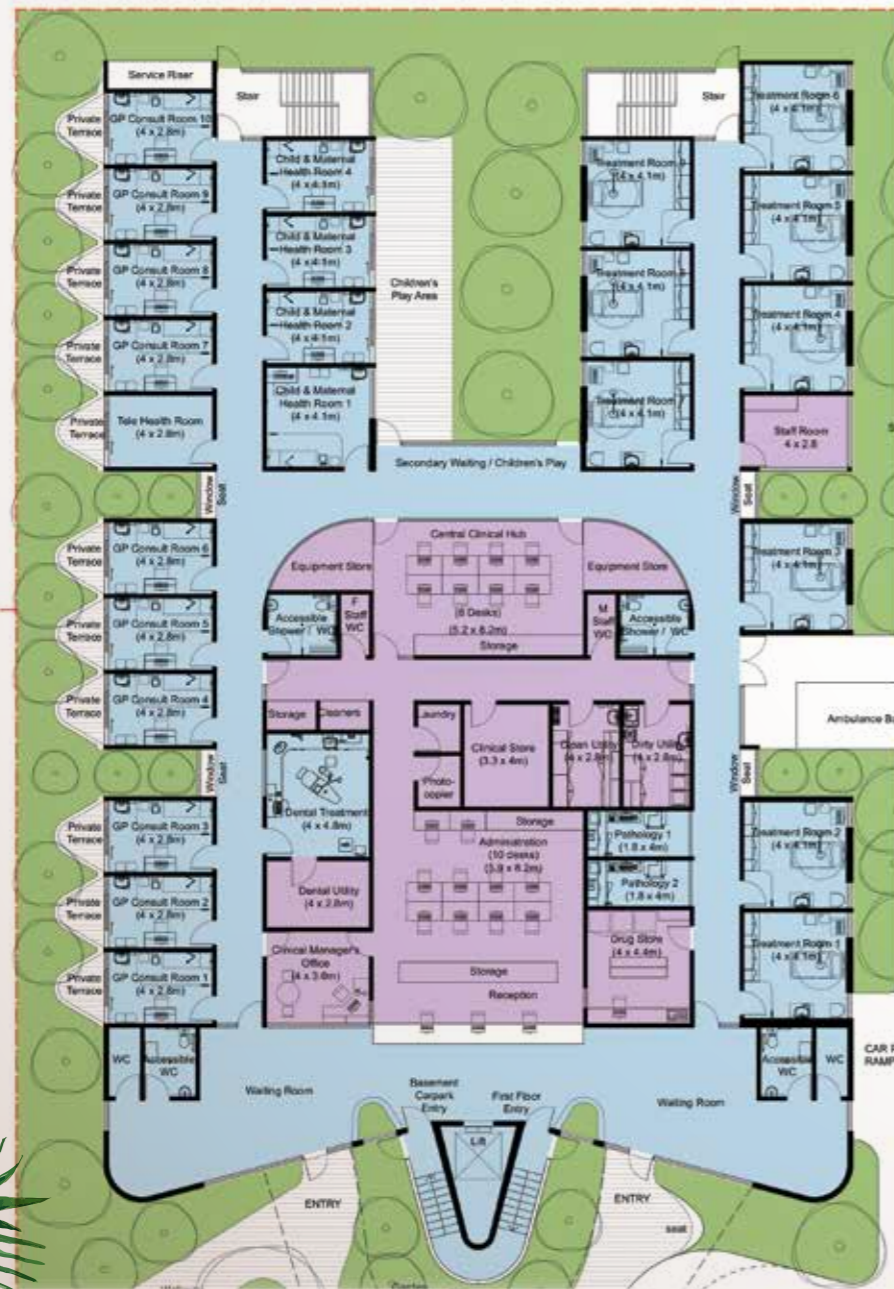 Service Riser
Stair
Stair
Private
Terrace
GP Consult Room 10
(4 x 2.8m)
Child & Maternal
Health Room 4
(4 x 4.1m)
Treatment Room 6
(4 x 4.1m)
Private
Terrace
GP Consult Room 9
(4 x 2.8m)
Child & Maternal
Health Room 3
(4 x 4.1m)
Treatment Room 9
(4 x 4.1m)
Treatment Room 5
(4 x 4.1m)
Private
Terrace
GP Consult Room 8
(4 x 2.8m)
Child & Maternal
Health Room 2
(4 x 4.1m)
Children's
Play Area
Treatment Room 8
(4 x 4.1m)
Treatment Room 4
(4 x 4.1m)
Private
Terrace
GP Consult Room 7
(4 x 2.8m)
Child & Maternal
Health Room 1
(4 x 4.1m)
Treatment Room 7
(4 x 4.1m)
Private
Terrace
Tele Health Room
(4 x 2.8m)
Staff Room
4 x 2.8
Secondary Waiting / Children's Play
Window
Seat
Window
Seat
Private
Terrace
GP Consult Room 6
(4 x 2.8m)
Central Clinical Hub
Equipment Store
Equipment Store
Treatment Room 3
(4 x 4.1m)
Private
Terrace
GP Consult Room 5
(4 x 2.8m)
Accessible
Shower / WC
F
Staff
WC
(8 Desks)
(5.2 x 8.2m)
Storage
M
Staff
WC
Accessible
Shower / WC
Private
Terrace
GP Consult Room 4
(4 x 2.8m)
Storage
Cleaners
Laundry
Clinical Store
(3.3 x 4m)
Clean Utility
(4 x 2.8m)
Dirty Utility
(4 x 2.8m)
Ambulance
Window
Seat
Window
Seat
Photo-
copier
Dental Treatment
(4 x 4.8m)
Private
Terrace
GP Consult Room 3
(4 x 2.8m)
Storage
Administration
(10 desks)
(5.9 x 8.2m)
Pathology 1
(1.8 x 4m)
Treatment Room 2
(4 x 4.1m)
Private
Terrace
GP Consult Room 2
(4 x 2.8m)
Dental Utility
(4 x 2.8m)
Pathology 2
(1.8 x 4m)
Private
Terrace
GP Consult Room 1
(4 x 2.8m)
Clinical Manager's
Office
(4 x 3.6m)
Storage
Reception
Drug Store
(4 x 4.4m)
Treatment Room 1
(4 x 4.1m)
WC
Accessible
WC
Accessible
WC
WC
CAR
RAMP
Waiting Room
Basement
Carpark
Entry
First Floor
Entry
Waiting Room
Lift
ENTRY
ENTRY
seat